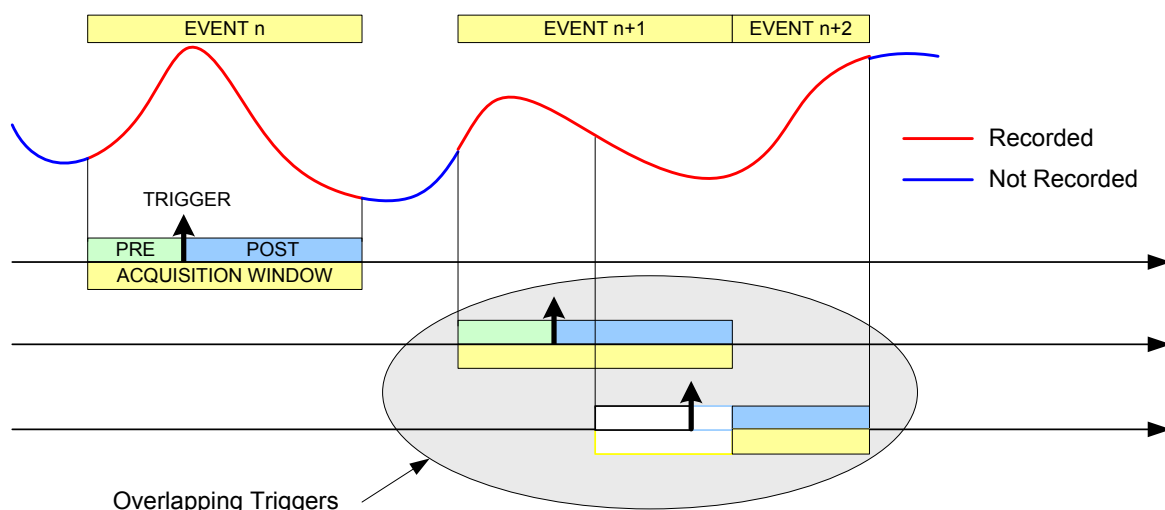 EVENT n
EVENT n+1
EVENT n+2
Recorded
Not Recorded
TRIGGER
PRE
POST
ACQUISITION WINDOW
Overlapping Triggers